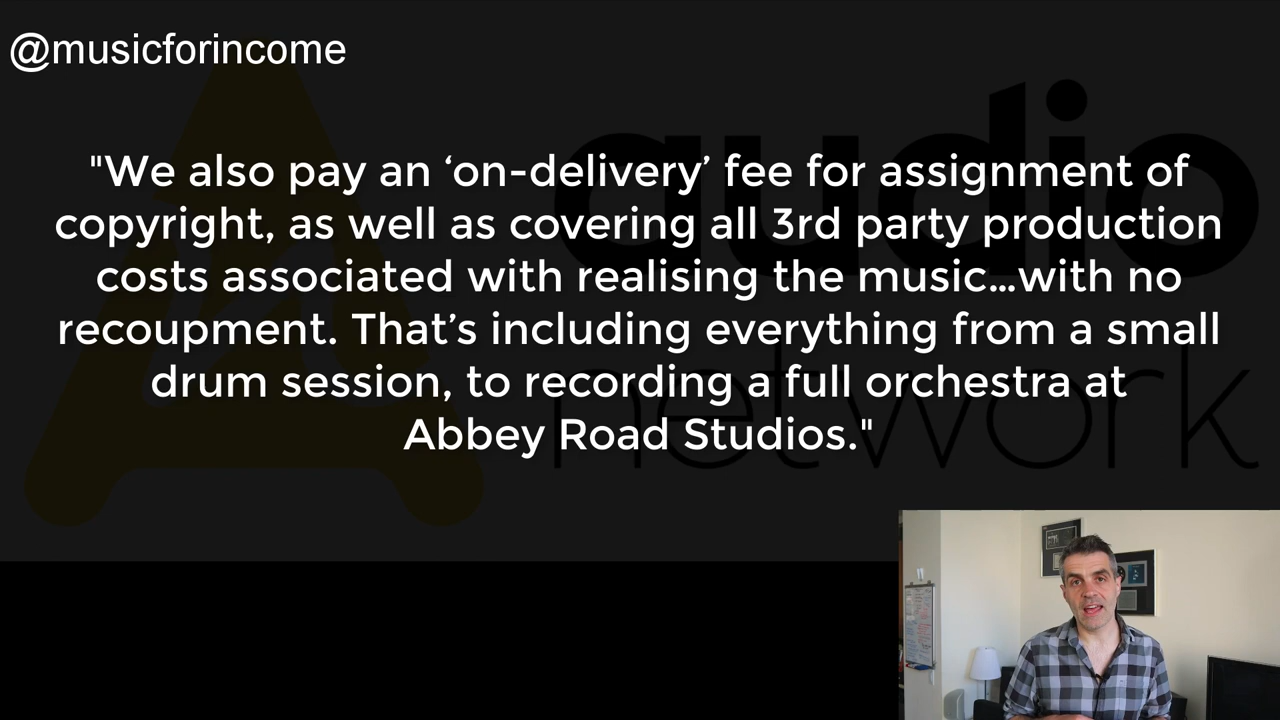 @musicforincome
"We also pay an ‘on-delivery’ fee for assignment of
copyright, as well as covering all 3rd party production
costs associated with realising the music...with no
recoupment. That’s including everything from a small
drum session, to recording a full orchestra at
Abbey Road Studios."
audio
network